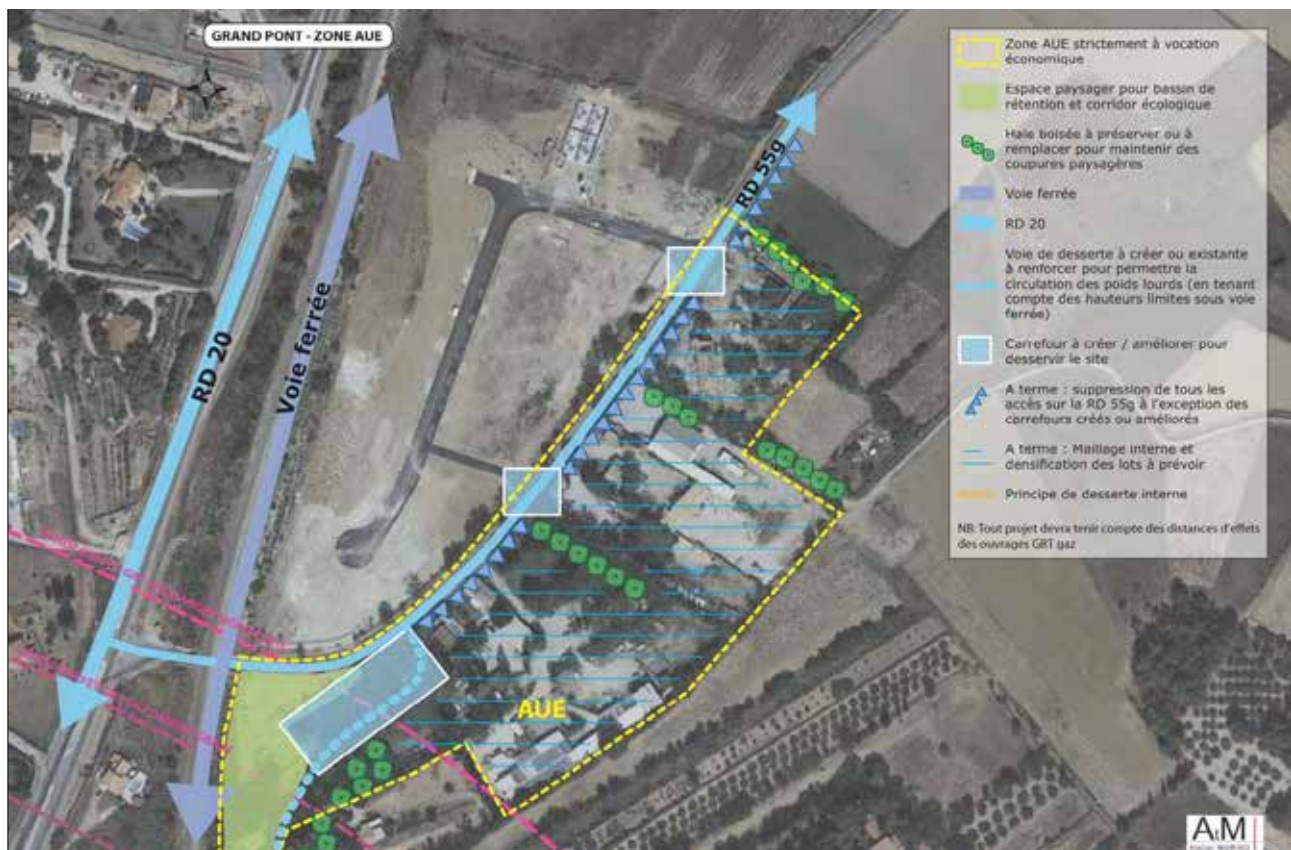 GRAND PONT - ZONE AUE
RD 20
Voie ferrée
RD 55g
AUE
Zone AUE strictement à vocation
économique
Espace paysager pour bassin de
rétention et corridor écologique
Haie boisée à préserver ou à
remplacer pour maintenir des
coupures paysagères
Voie ferrée
RD 20
Voie de desserte à créer ou existante
à renforcer pour permettre la
circulation des poids lourds (en tenant
compte des hauteurs limites sous voie
ferrée)
Carrefour à créer / améliorer pour
desservir le site
A terme : suppression de tous les
accès sur la RD 55g à l'exception des
carrefours créés ou améliorés
A terme : Maillage interne et
densification des lots à prévoir
Principe de desserte interne
NB: Tout projet devra tenir compte des distances d'effets
des ouvrages GRT gaz
A&M